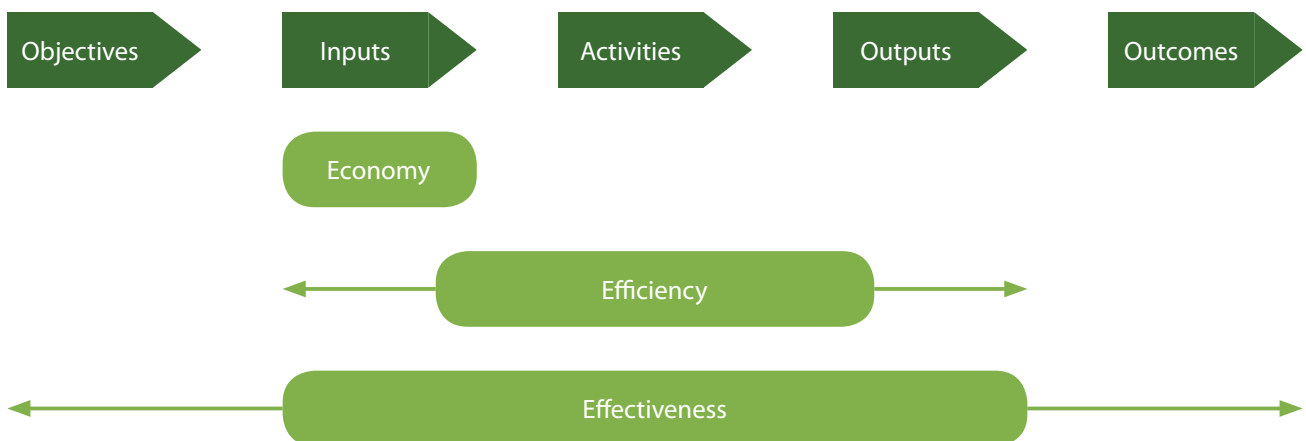 Objectives
Inputs
Activities
Outputs
Outcomes
Economy
Efficiency
Effectiveness